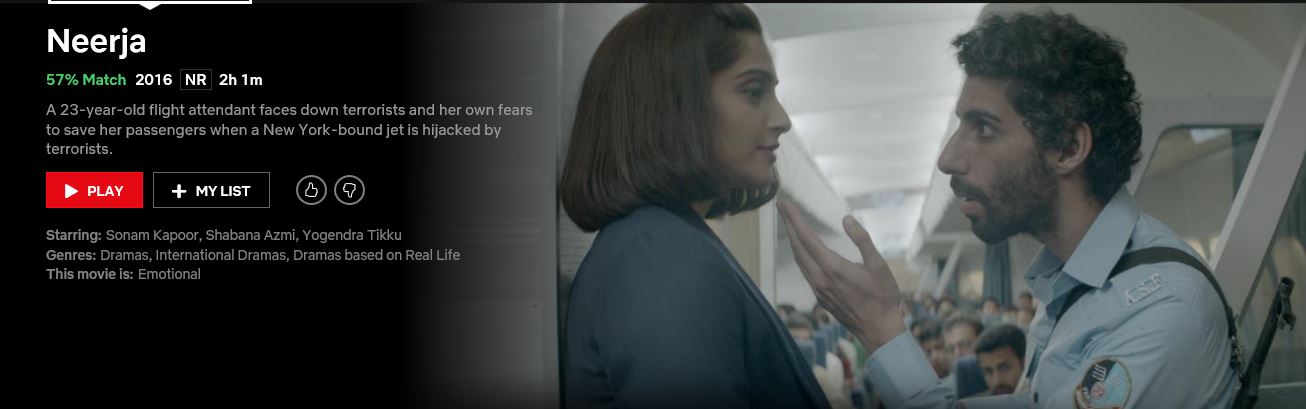 Neerja
57% Match 2016 NR 2h 1m
A 23-year-old flight attendant faces down terrorists and her own fears
to save her passengers when a New York-bound jet is hijacked by
terrorists.
PLAY MY LIST
Starring: Sonam Kapoor, Shabana Azmi, Yogendra Tikku
Genres: Dramas, International Dramas, Dramas based on Real Life
This movie is: Emotional
A.S.F